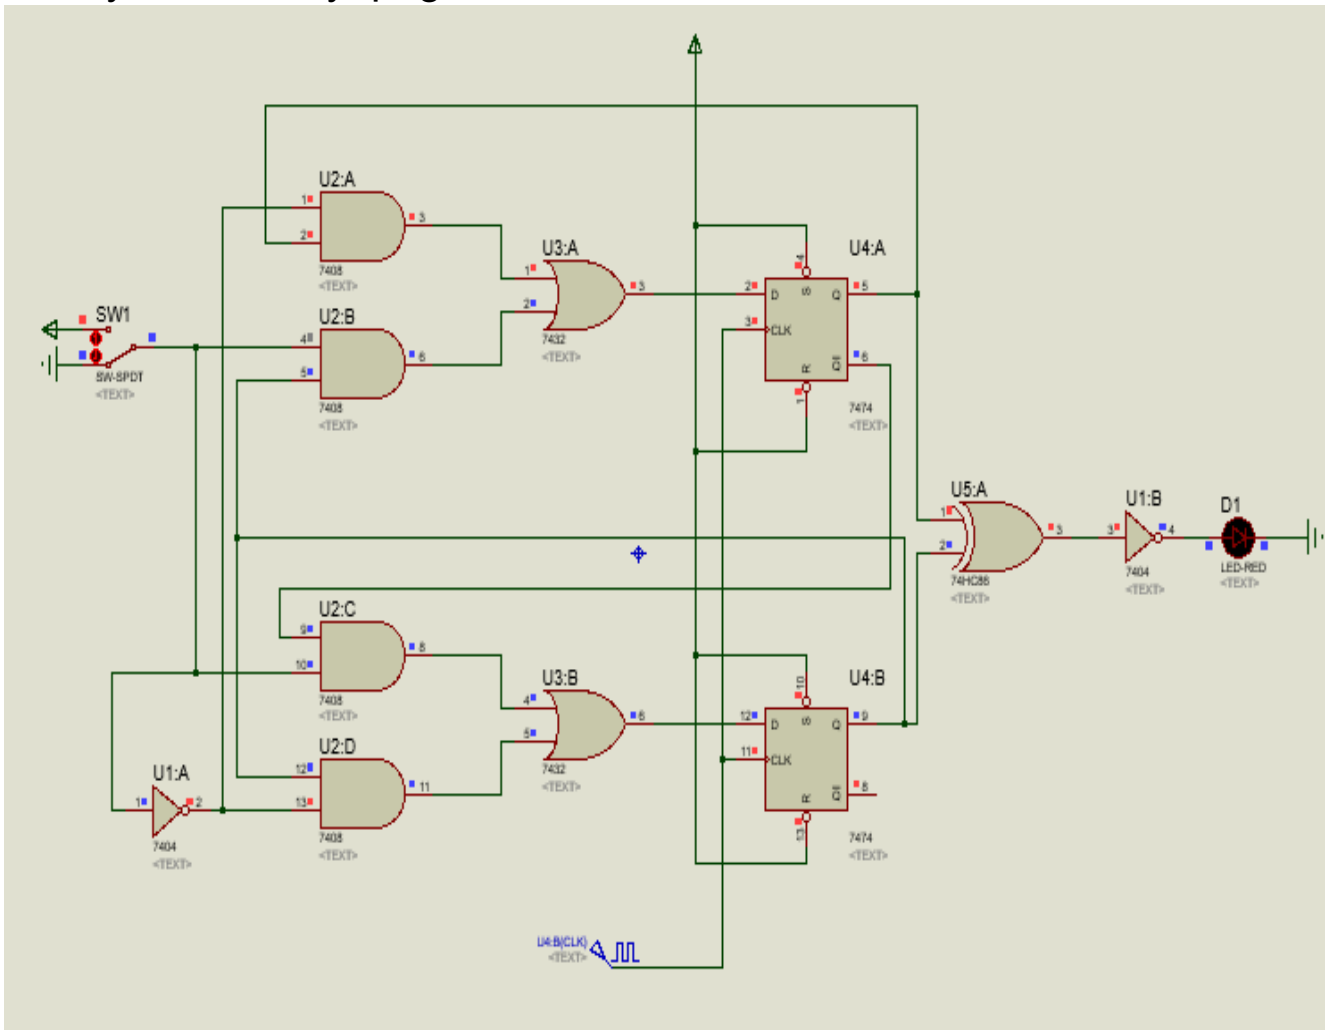 U2:A
1
2
3
7408
<TEXT>
U3:A
1
2
3
7432
<TEXT>
U4:A
4
2
D
S
Q
5
3
CLK
R
Q
6
1
7474
<TEXT>
SW1
SW-SPDT
<TEXT>
U2:B
4
5
6
7408
<TEXT>
U5:A
1
2
3
74HC86
<TEXT>
U1:B
3
4
7404
<TEXT>
D1
LED-RED
<TEXT>
U2:C
9
10
8
7408
<TEXT>
U3:B
4
5
6
7432
<TEXT>
U4:B
10
12
D
S
Q
9
11
CLK
R
Q
8
13
7474
<TEXT>
U2:D
12
13
11
7408
<TEXT>
U1:A
1
2
7404
<TEXT>
U4:B(CLK)
<TEXT>